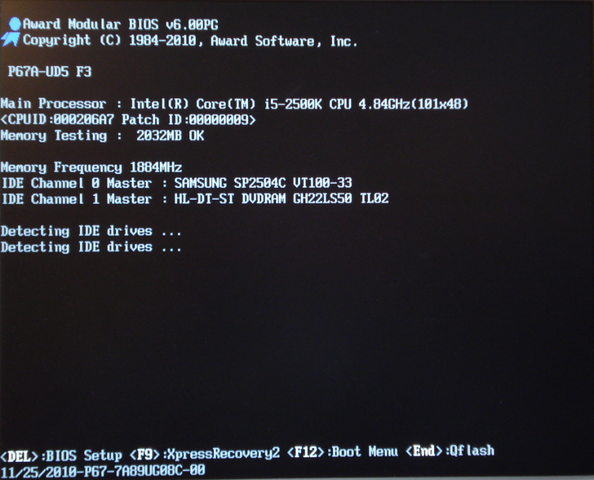 Award Modular BIOS v6.00PG
Copyright (C) 1984-2010, Award Software, Inc.
P67A-UD5 F3
Main Processor : Intel(R) Core(TM) i5-2500K CPU 4.84GHz(101x48)
<CPUID:000206A7 Patch ID:00000009>
Memory Testing : 2032MB OK
Memory Frequency 1884MHz
IDE Channel 0 Master : SAMSUNG SP2504C VT100-33
IDE Channel 1 Master : HL-DT-ST DVDRAM GH22LS50 TL02
Detecting IDE drives ...
Detecting IDE drives ...
<DEL>:BIOS Setup <F9>:XpressRecovery2 <F12>:Boot Menu <End>:Qflash
11/25/2010-P67-7A89UG08C-00